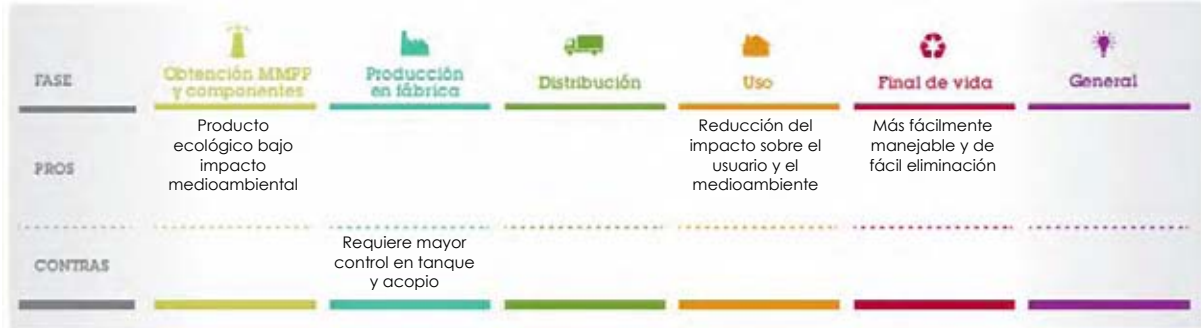 FASE
Obtención MMPP
y componentes
Producción
en fábrica
Distribución
Uso
Final de vida
General
PROS
Producto
ecológico bajo
impacto
medioambiental
Reducción del
impacto sobre el
usuario y el
medioambiente
Más fácilmente
manejable y de
fácil eliminación
CONTRAS
Requiere mayor
control en tanque
y acopio